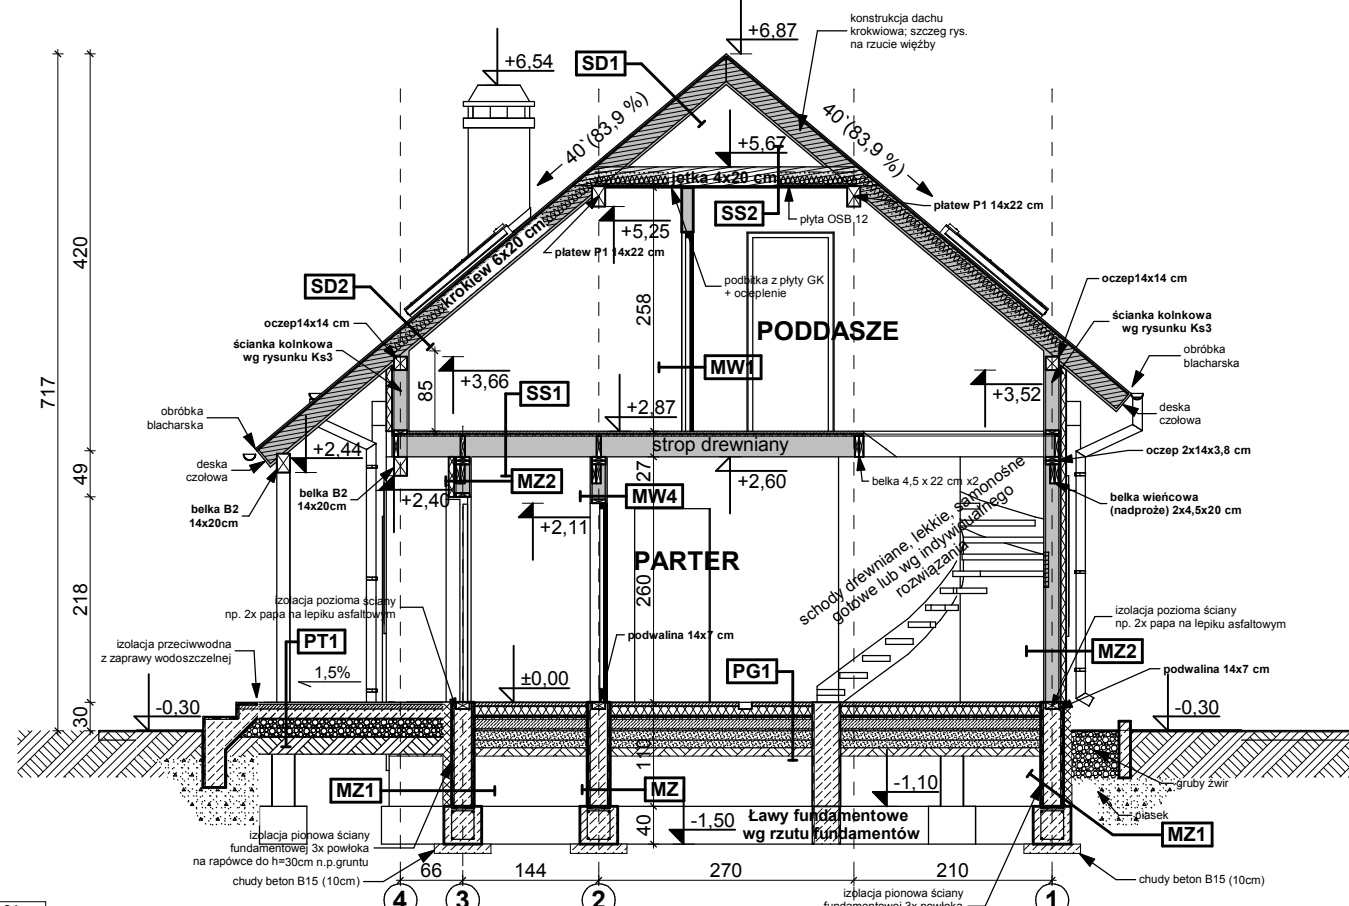 +6,87
konstrukcja dachu
krokwiowa; szczeg rys.
na rzucie więźby
+6,54
SD1
40`(83,9 %)
40`(83,9 %)
+5,67
jętka 4x20 cm
SS2
płyta OSB 12
płatew P1 14x22 cm
+5,25
płatew P1 14x22 cm
krokiew 6x20 cm
420
717
SD2
podbitka z płyty GK
+ ocieplenie
258
oczep14x14 cm
oczep14x14 cm
PODDASZE
ścianka kolnkowa
wg rysunku Ks3
ścianka kolnkowa
wg rysunku Ks3
obróbka
blacharska
MW1
+3,66
85
SS1
+3,52
+2,87
obróbka
blacharska
deska
czołowa
strop drewniany
+2,44
deska
czołowa
oczep 2x14x3,8 cm
49
27
+2,60
belka 4,5 x 22 cm x2
MZ2
MW4
belka B2
14x20cm
belka B2
14x20cm
+2,40
+2,11
belka wieńcowa
(nadproże) 2x4,5x20 cm
PARTER
schody drewniane, lekkie, samonośne
gotowe lub wg indywidualnego
rozwiązania
218
260
izolacja pozioma ściany
np. 2x papa na lepiku asfaltowym
izolacja pozioma ściany
np. 2x papa na lepiku asfaltowym
podwalina 14x7 cm
PT1
izolacja przeciwwodna
z zaprawy wodoszczelnej
MZ2
PG1
podwalina 14x7 cm
1,5%
±0,00
-0,30
-0,30
30
110
MZ1
MZ
-1,10
gruby żwir
piasek
40
-1,50
Ławy fundamentowe
wg rzutu fundamentów
MZ1
izolacja pionowa ściany
fundamentowej 3x powłoka
na rapówce do h=30cm n.p.gruntu
chudy beton B15 (10cm)
66
144
270
210
chudy beton B15 (10cm)
4
3
2
izolacja pionowa ściany
fundamentowej 3x powłoka
1